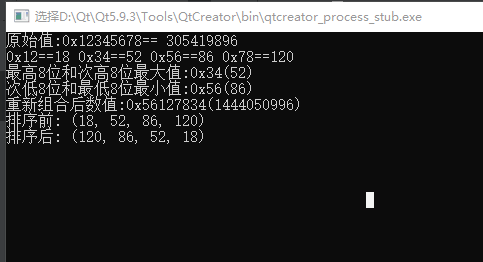 选择D:\Qt\Qt5.9.3\Tools\QtCreator\bin\qtcreator_process_stub.exe
原始值:0x12345678== 305419896
0x12==18 0x34==52 0x56==86 0x78==120
最高8位和次高8位最大值:0x34(52)
次低8位和最低8位最小值:0x56(86)
重新组合后数值:0x56127834(1444050996)
排序前: (18, 52, 86, 120)
排序后: (120, 86, 52, 18)